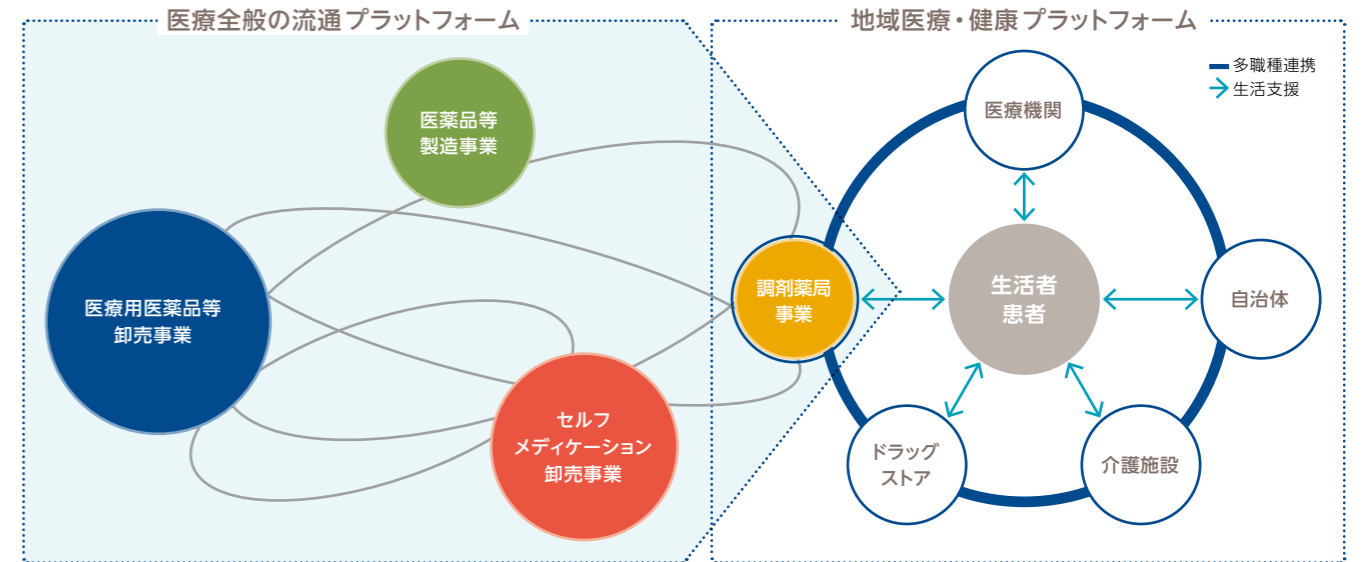 医療全般の流通プラットフォーム
医薬品等
製造事業
医療用医薬品等
卸売事業
セルフ
メディケーション
卸売事業
調剤薬局
事業
地域医療・健康プラットフォーム
多職種連携
生活支援
医療機関
生活者
患者
自治体
ドラッグ
ストア
介護施設